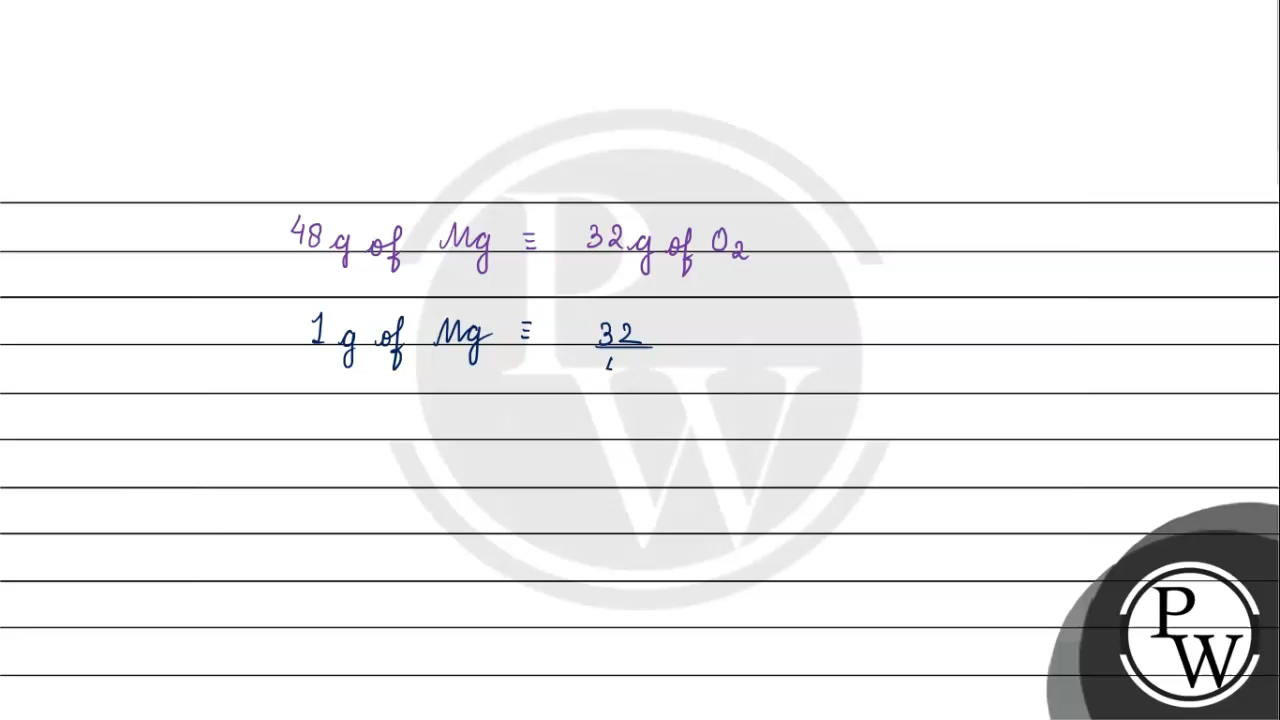 48 g of Mg ≡ 32 g of O₂
1 g of Mg ≡ 32
P
W
P
W